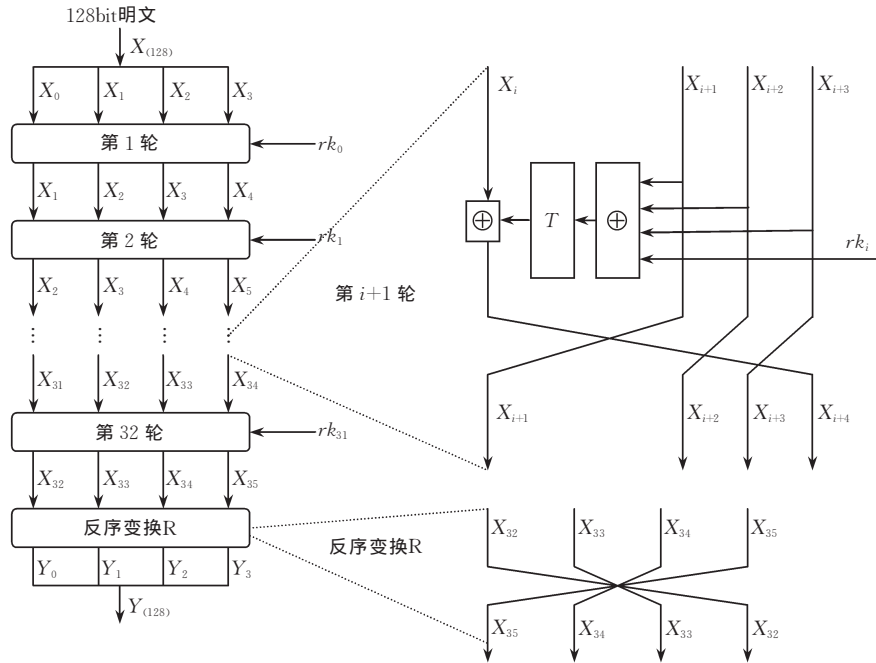 128bit明文
X(128)
X0 X1 X2 X3
第 1 轮
rk0
X1 X2 X3 X4
第 2 轮
rk1
X2 X3 X4 X5
⋮ ⋮ ⋮ ⋮
X31 X32 X33 X34
第 32 轮
rk31
X32 X33 X34 X35
反序变换R
Y0 Y1 Y2 Y3
Y(128)
Xi Xi+1 Xi+2 Xi+3
⊕ T ⊕
rki
第 i+1 轮
Xi+1 Xi+2 Xi+3 Xi+4
X32 X33 X34 X35
反序变换R
X35 X34 X33 X32